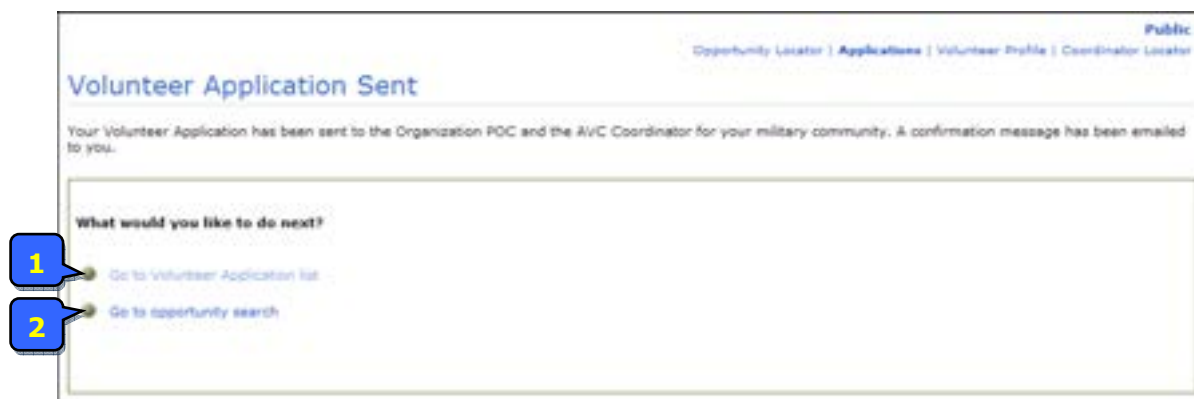 Public
Opportunity Locator | Applications | Volunteer Profile | Coordinator Locator
Volunteer Application Sent
Your Volunteer Application has been sent to the Organization POC and the AVC Coordinator for your military community. A confirmation message has been emailed
to you.
What would you like to do next?
1
Go to Volunteer Application list
2
Go to opportunity search